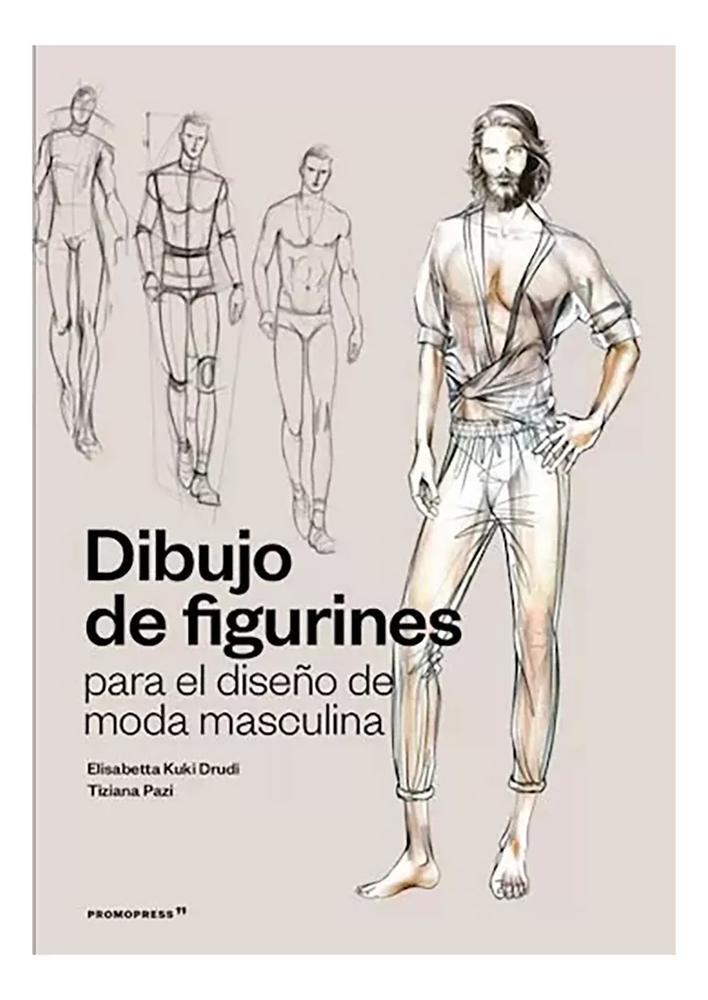 Dibujo
de figurines
para el diseño de
moda masculina
Elisabetta Kuki Drudi
Tiziana Pazi
PROMOPRESS